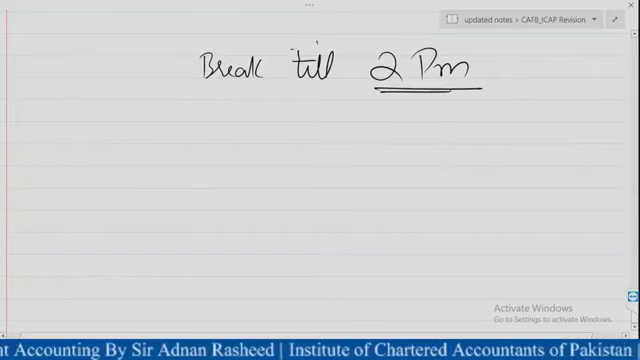 updated notes > CAF8_ICAP Revision
Break till 2 Pm
Activate Windows
Go to Settings to activate Windows.
nt Accounting By Sir Adnan Rasheed | Institute of Chartered Accountants of Pakistan